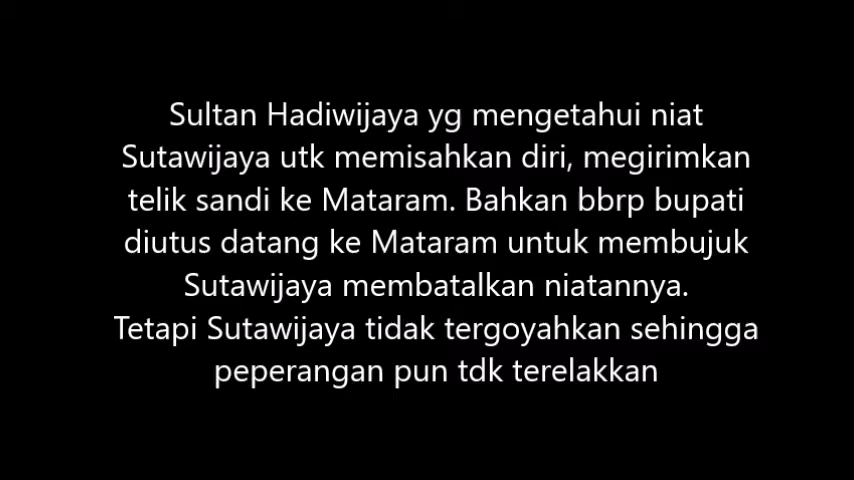 Sultan Hadiwijaya yg mengetahui niat
Sutawijaya utk memisahkan diri, megirimkan
telik sandi ke Mataram. Bahkan bbrp bupati
diutus datang ke Mataram untuk membujuk
Sutawijaya membatalkan niatannya.
Tetapi Sutawijaya tidak tergoyahkan sehingga
peperangan pun tdk terelakkan